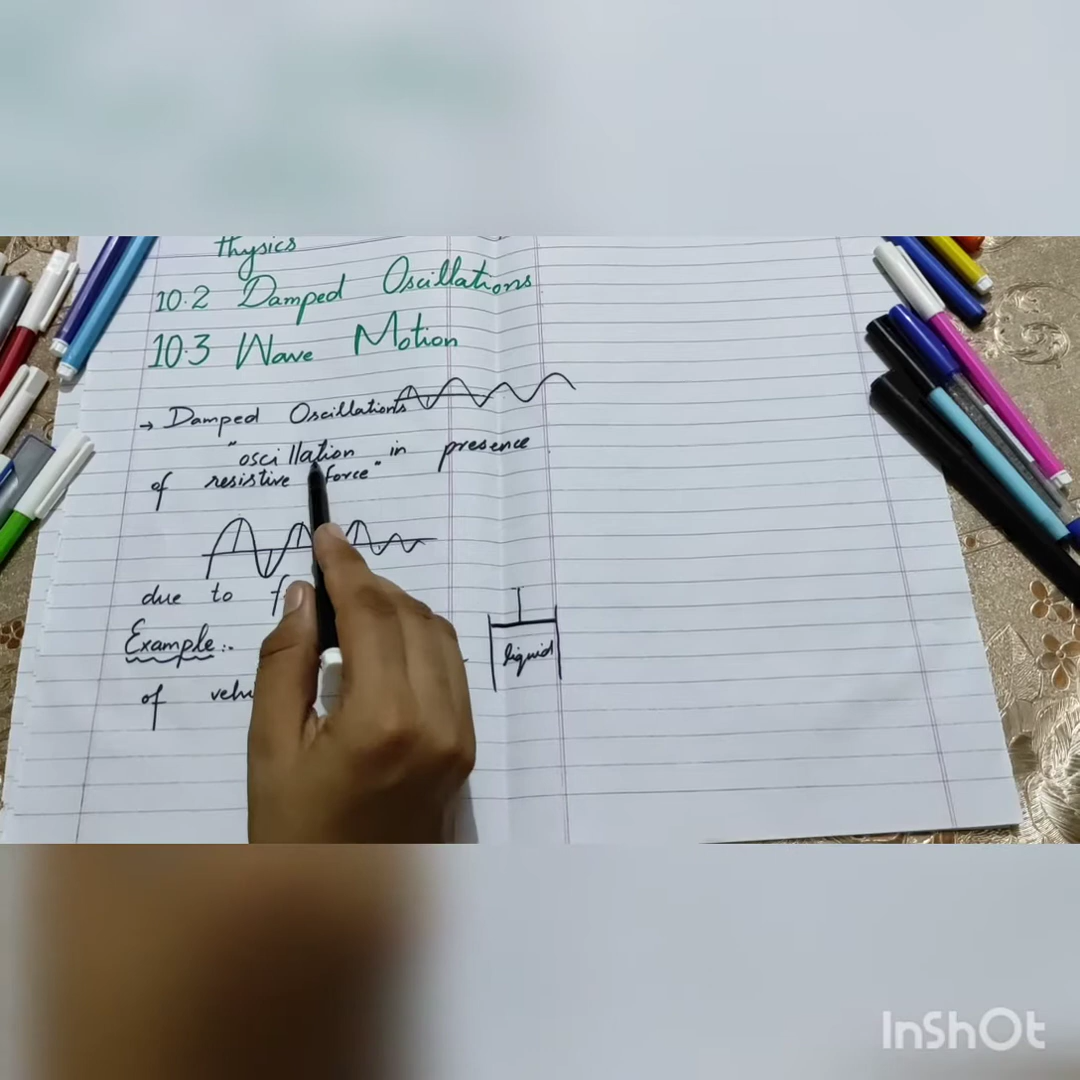 Physics
10.2 Damped Oscillations
10.3 Wave Motion
→ Damped Oscillations
"oscillation in presence
of resistive force"
due to
Example :-
liquid
of
InShOt